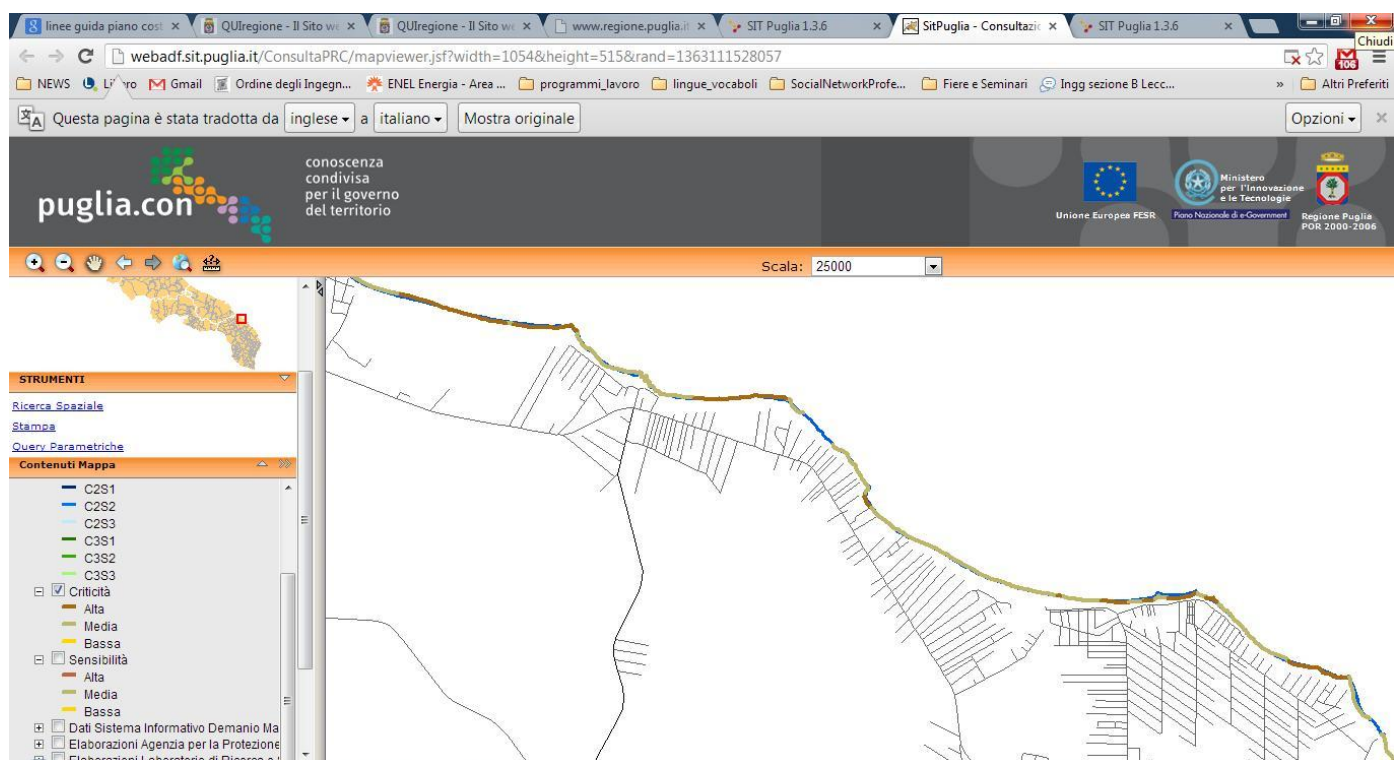 linee guida piano cost
QUIregione - Il Sito we
QUIregione - Il Sito we
www.regione.puglia.it
SIT Puglia 1.3.6
SitPuglia - Consultazio
SIT Puglia 1.3.6
Chiudi
webadf.sit.puglia.it/ConsultaPRC/mapviewer.jsf?width=1054&height=515&rand=1363111528057
106
NEWS
Gmail
Ordine degli Ingegn...
ENEL Energia - Area ...
programmi_lavoro
lingue_vocaboli
SocialNetworkProfe...
Fiere e Seminari
Ingg sezione B Lecc...
»
Altri Preferiti
Questa pagina è stata tradotta da inglese a italiano Mostra originale
Opzioni
puglia.con
conoscenza
condivisa
per il governo
del territorio
Unione Europea FESR
Ministero
per l'Innovazione
e le Tecnologie
Piano Nazionale di e-Government
Regione Puglia
POR 2000-2006
Scala: 25000
STRUMENTI
Ricerca Spaziale
Stampa
Query Parametriche
Contenuti Mappa
C2S1
C2S2
C2S3
C3S1
C3S2
C3S3
Criticità
Alta
Media
Bassa
Sensibilità
Alta
Media
Bassa
Dati Sistema Informativo Demanio Ma
Elaborazioni Agenzia per la Protezione
Elaborazioni Laboratorio di Ricerca e